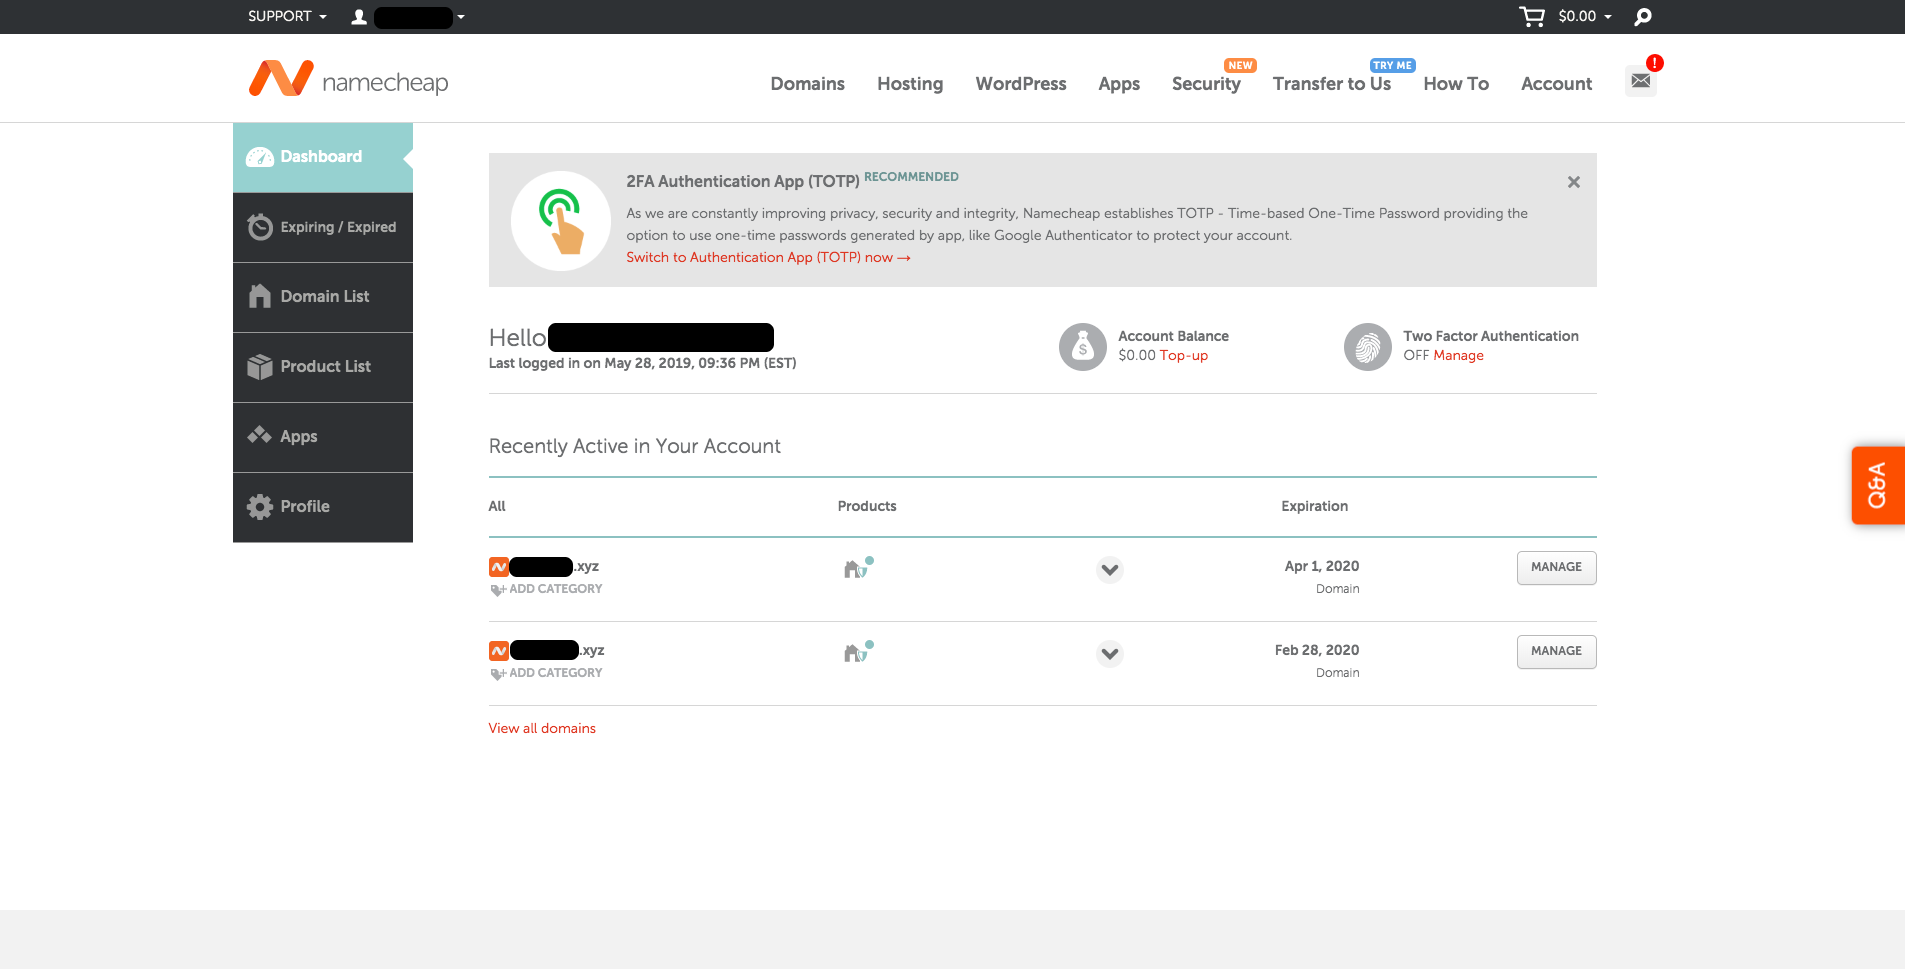 SUPPORT
$0.00
namecheap
Domains
Hosting
WordPress
Apps
NEW
Security
TRY ME
Transfer to Us
How To
Account
!
Dashboard
Expiring / Expired
Domain List
Product List
Apps
Profile
2FA Authentication App (TOTP) RECOMMENDED
As we are constantly improving privacy, security and integrity, Namecheap establishes TOTP - Time-based One-Time Password providing the
option to use one-time passwords generated by app, like Google Authenticator to protect your account.
Switch to Authentication App (TOTP) now →
Hello
Last logged in on May 28, 2019, 09:36 PM (EST)
$
Account Balance
$0.00 Top-up
Two Factor Authentication
OFF Manage
Recently Active in Your Account
All Products Expiration
.xyz Apr 1, 2020 MANAGE
ADD CATEGORY Domain
.xyz Feb 28, 2020 MANAGE
ADD CATEGORY Domain
View all domains
Q&A